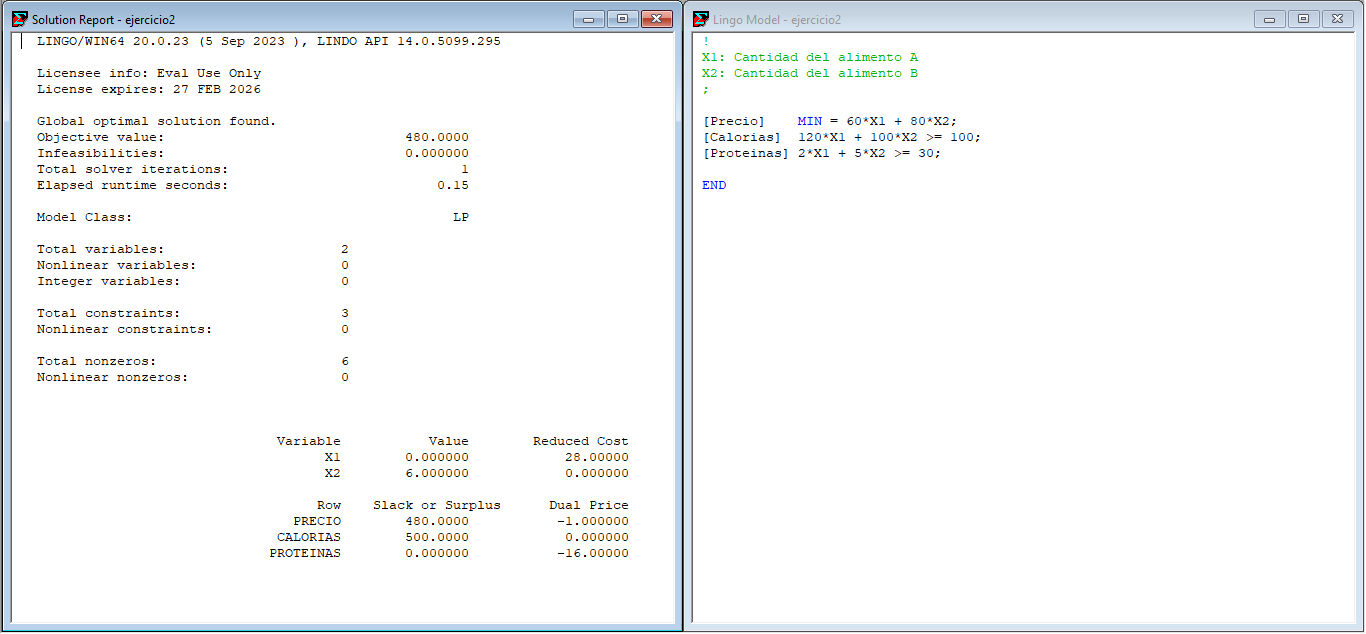 Solution Report - ejercicio2
LINGO/WIN64 20.0.23 (5 Sep 2023 ), LINDO API 14.0.5099.295
Licensee info: Eval Use Only
License expires: 27 FEB 2026
Global optimal solution found.
Objective value: 480.0000
Infeasibilities: 0.000000
Total solver iterations: 1
Elapsed runtime seconds: 0.15
Model Class: LP
Total variables: 2
Nonlinear variables: 0
Integer variables: 0
Total constraints: 3
Nonlinear constraints: 0
Total nonzeros: 6
Nonlinear nonzeros: 0
Variable Value Reduced Cost
X1 0.000000 28.00000
X2 6.000000 0.000000
Row Slack or Surplus Dual Price
PRECIO 480.0000 -1.000000
CALORIAS 500.0000 0.000000
PROTEINAS 0.000000 -16.00000
Lingo Model - ejercicio2
!
X1: Cantidad del alimento A
X2: Cantidad del alimento B
;
[Precio] MIN = 60*X1 + 80*X2;
[Calorias] 120*X1 + 100*X2 >= 100;
[Proteinas] 2*X1 + 5*X2 >= 30;
END